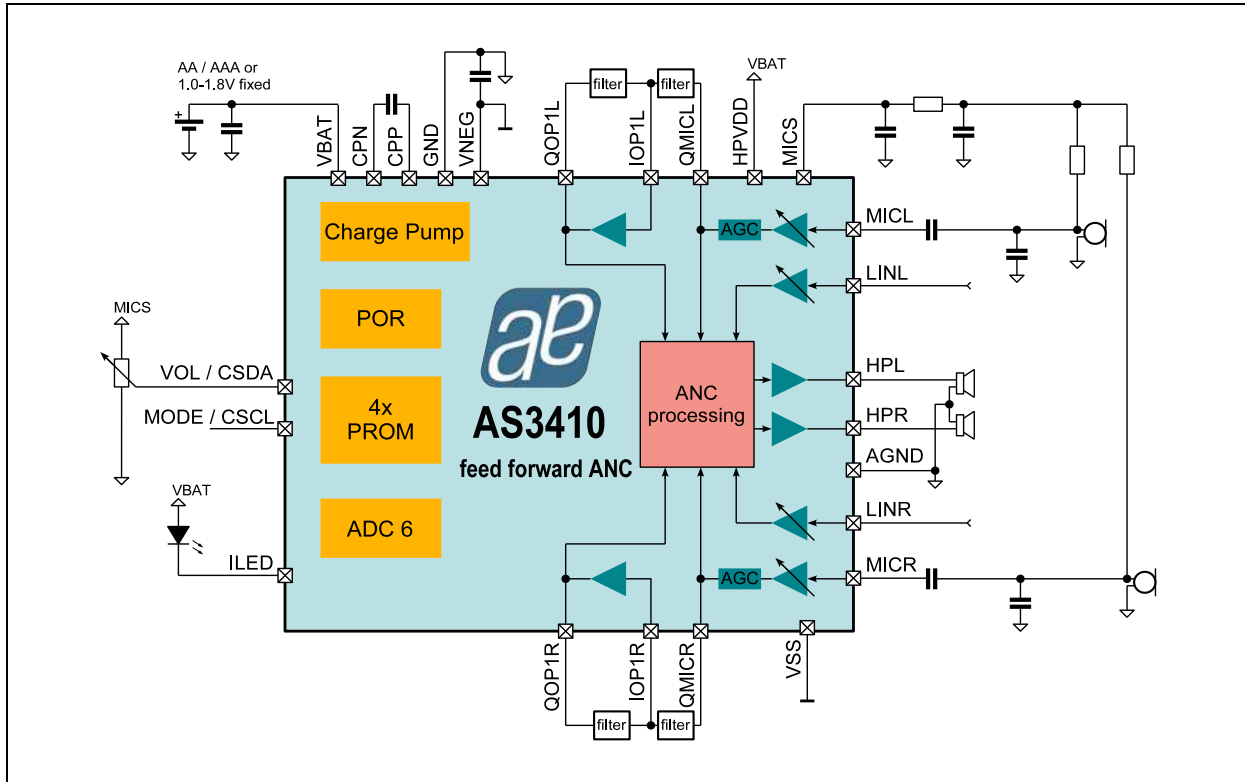 AA / AAA or
1.0-1.8V fixed
VBAT
CPN
CPP
GND
VNEG
QOP1L
filter
IOP1L
filter
QMICL
VBAT
HPVDD
MICS
Charge Pump
POR
4x
PROM
ADC 6
ae
AS3410
feed forward ANC
AGC
ANC
processing
AGC
MICS
VOL / CSDA
MODE / CSCL
VBAT
ILED
MICL
LINL
HPL
HPR
AGND
LINR
MICR
QOP1R
filter
IOP1R
filter
QMICR
VSS